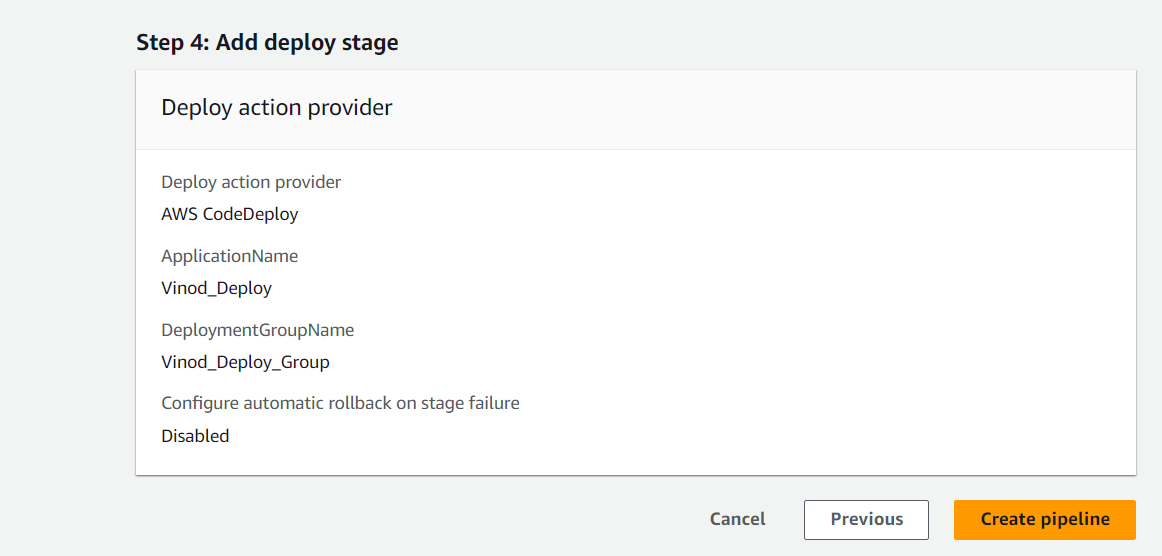 Step 4: Add deploy stage
Deploy action provider
Deploy action provider
AWS CodeDeploy
ApplicationName
Vinod_Deploy
DeploymentGroupName
Vinod_Deploy_Group
Configure automatic rollback on stage failure
Disabled
Cancel Previous Create pipeline